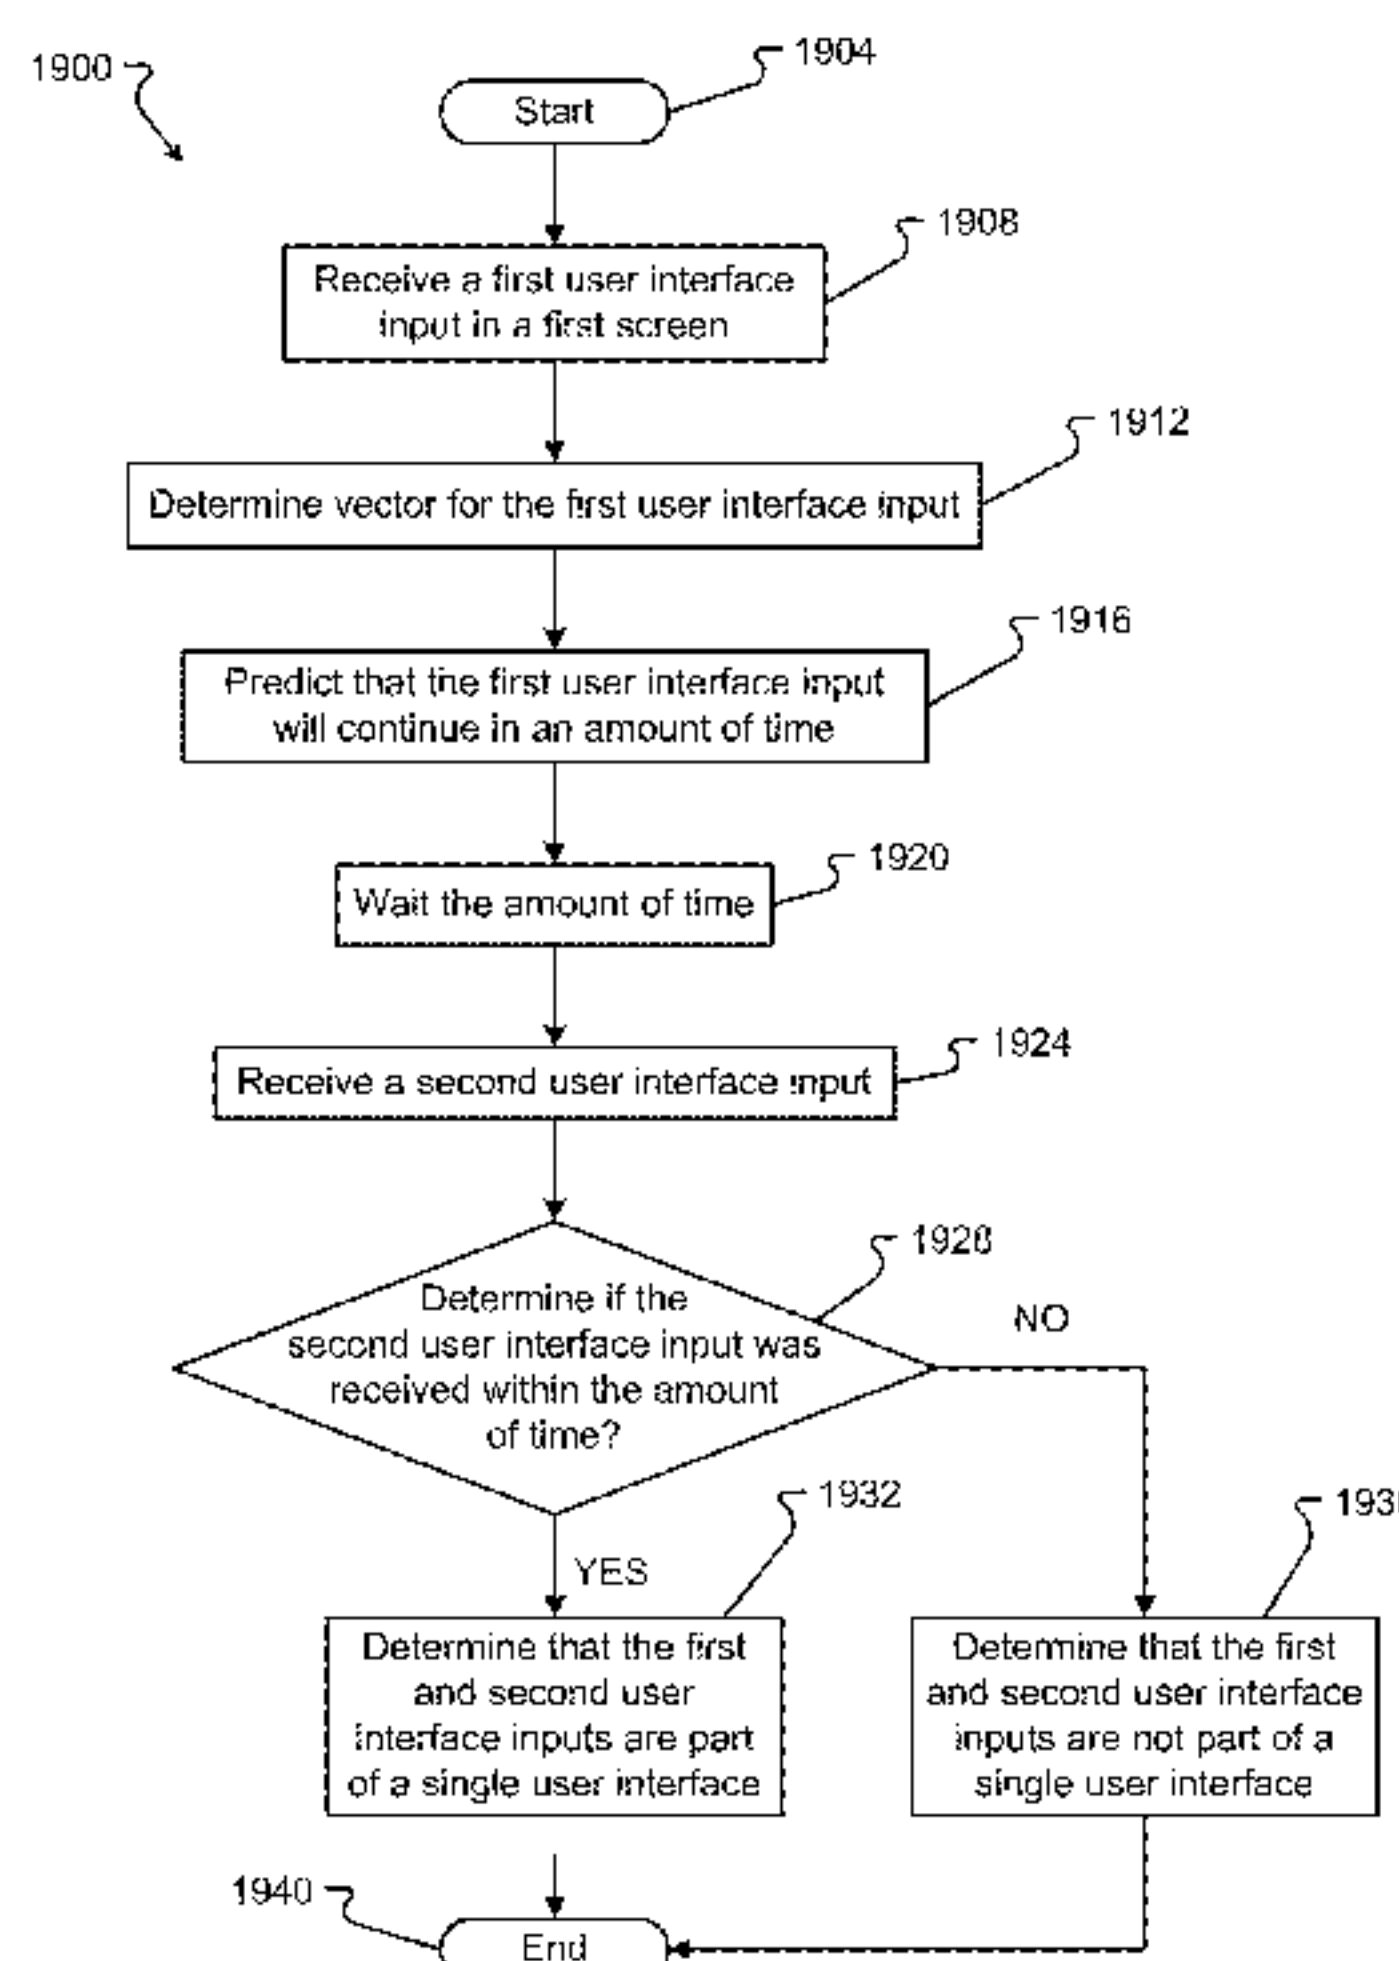 1900
1904
Start
1908
Receive a first user interface
input in a first screen
1912
Determine vector for the first user interface input
1916
Predict that the first user interface input
will continue in an amount of time
1920
Wait the amount of time
1924
Receive a second user interface input
1928
Determine if the
second user interface input was
received within the amount
of time?
NO
YES
1932
Determine that the first
and second user
interface inputs are part
of a single user interface
Determine that the first
and second user interface
inputs are not part of a
single user interface
1940
End